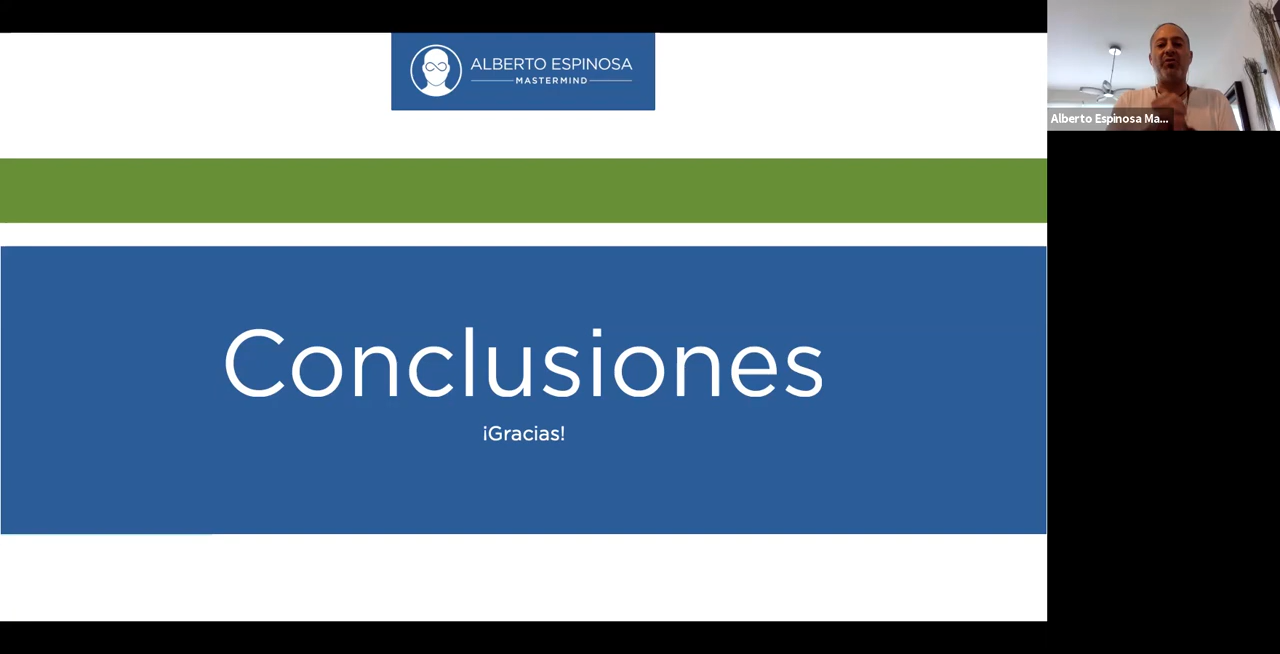 ALBERTO ESPINOSA
MASTERMIND
Alberto Espinosa Ma...
Conclusiones
¡Gracias!